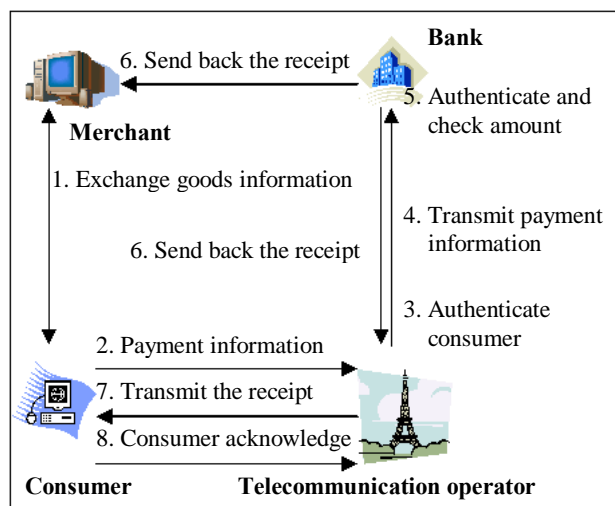 Bank
6. Send back the receipt
5. Authenticate and
check amount
Merchant
1. Exchange goods information
4. Transmit payment
information
6. Send back the receipt
3. Authenticate
consumer
2. Payment information
7. Transmit the receipt
8. Consumer acknowledge
Consumer
Telecommunication operator